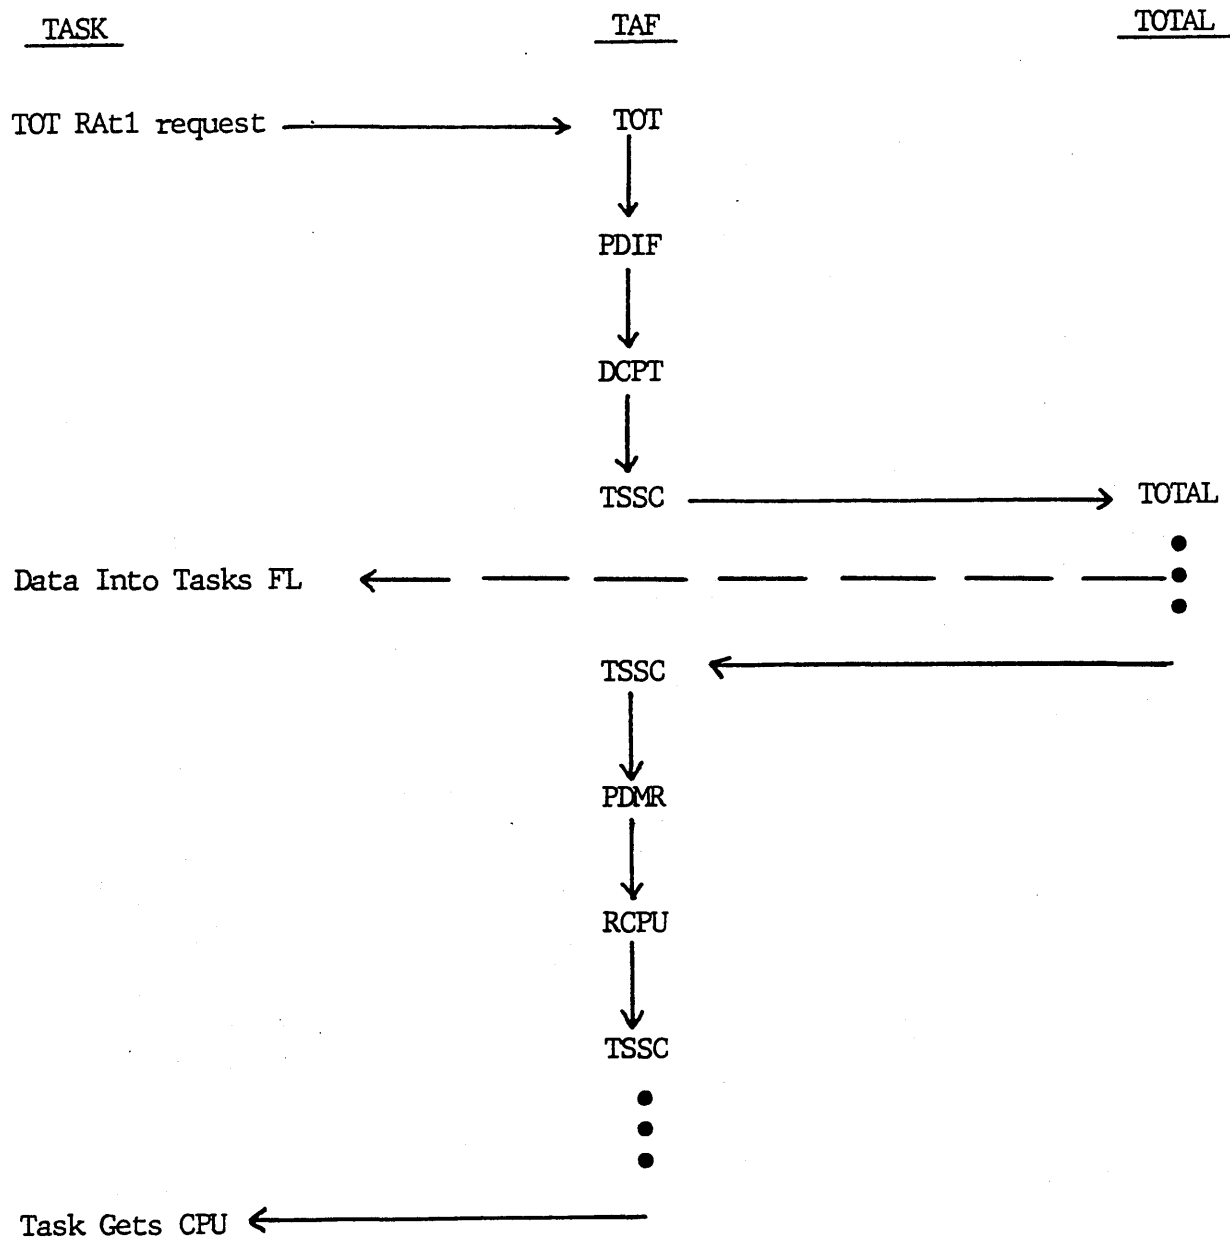 TASK TAF TOTAL
TOT RAt1 request TOT
PDIF
DCPT
TSSC TOTAL
Data Into Tasks FL
TSSC
PDMR
RCPU
TSSC
Task Gets CPU